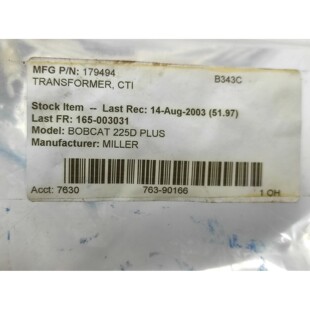 MFG P/N: 179494
TRANSFORMER, CTI B343C
Stock Item -- Last Rec: 14-Aug-2003 (51.97)
Last FR: 165-003031
Model: BOBCAT 225D PLUS
Manufacturer: MILLER
Acct: 7630 763-90166 1 OH